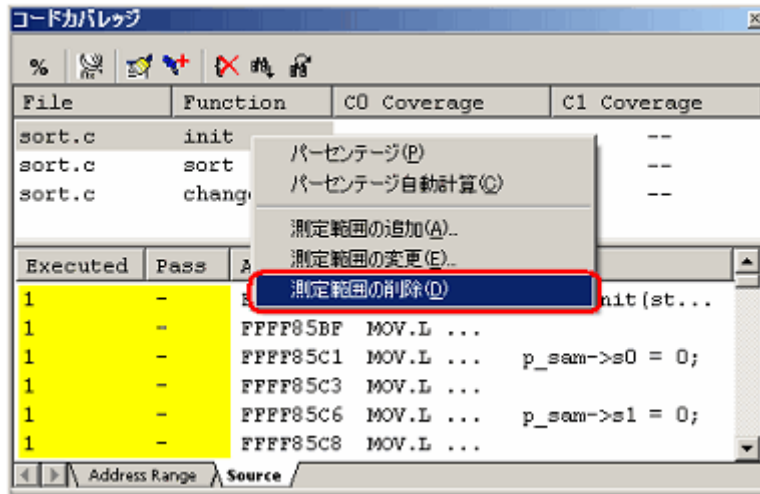 コードカバレッジ
%
File Function C0 Coverage C1 Coverage
sort.c init --
sort.c sort --
sort.c chang --
パーセンテージ(P)
パーセンテージ自動計算(C)
測定範囲の追加(A)...
測定範囲の変更(E)...
測定範囲の削除(D)
Executed Pass A
1 - nit(st...
1 - FFFF85BF MOV.L ...
1 - FFFF85C1 MOV.L ... p_sam->s0 = 0;
1 - FFFF85C3 MOV.L ...
1 - FFFF85C6 MOV.L ... p_sam->s1 = 0;
1 - FFFF85C8 MOV.L ...
Address Range Source